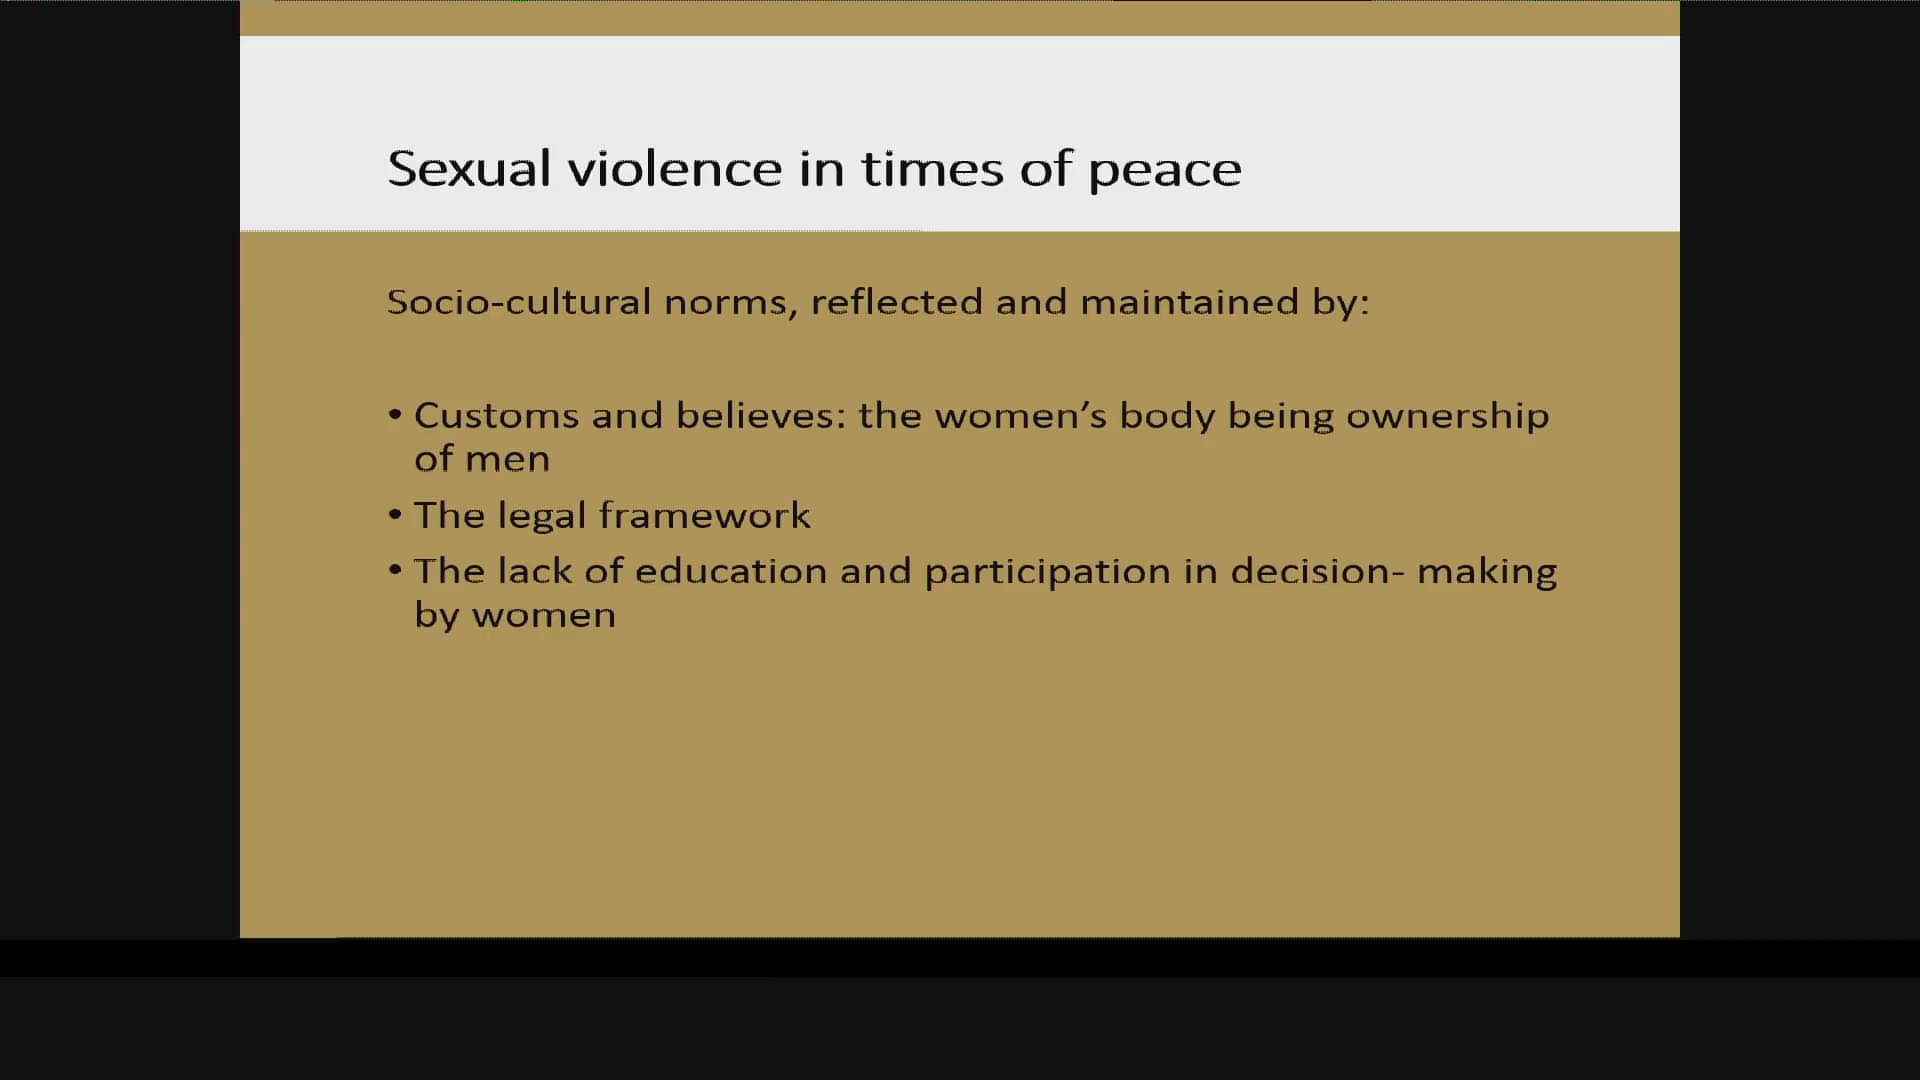 Sexual violence in times of peace
Socio-cultural norms, reflected and maintained by:
• Customs and believes: the women’s body being ownership
of men
• The legal framework
• The lack of education and participation in decision- making
by women